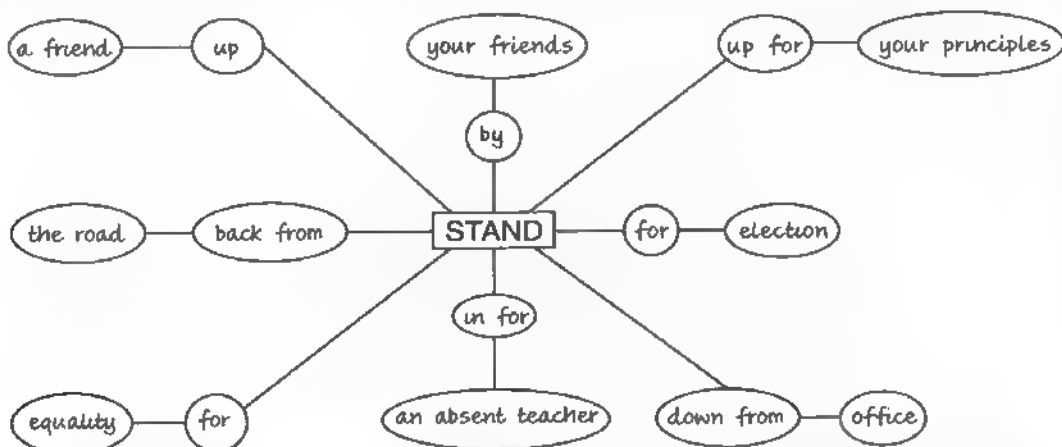 a friend
up
your friends
up for
your principles
by
the road
back from
STAND
for
election
in for
equality
for
an absent teacher
down from
office